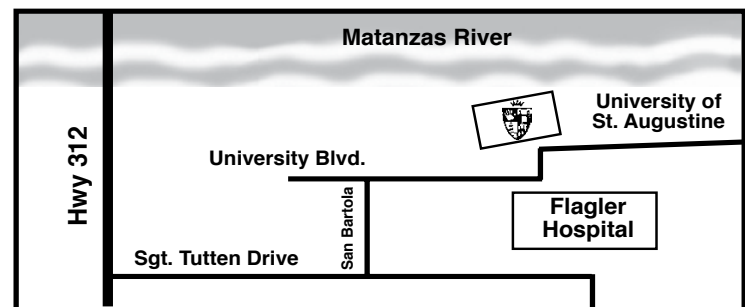 Matanzas River
University of
St. Augustine
Hwy 312
University Blvd.
San Bartola
Flagler
Hospital
Sgt. Tutten Drive